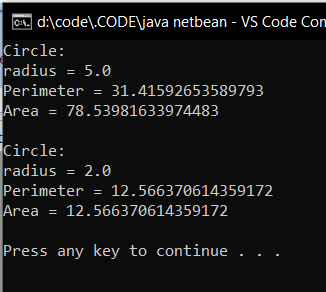 d:\code\.CODE\java netbean - VS Code Con
Circle:
radius = 5.0
Perimeter = 31.41592653589793
Area = 78.53981633974483
Circle:
radius = 2.0
Perimeter = 12.566370614359172
Area = 12.566370614359172
Press any key to continue . . .